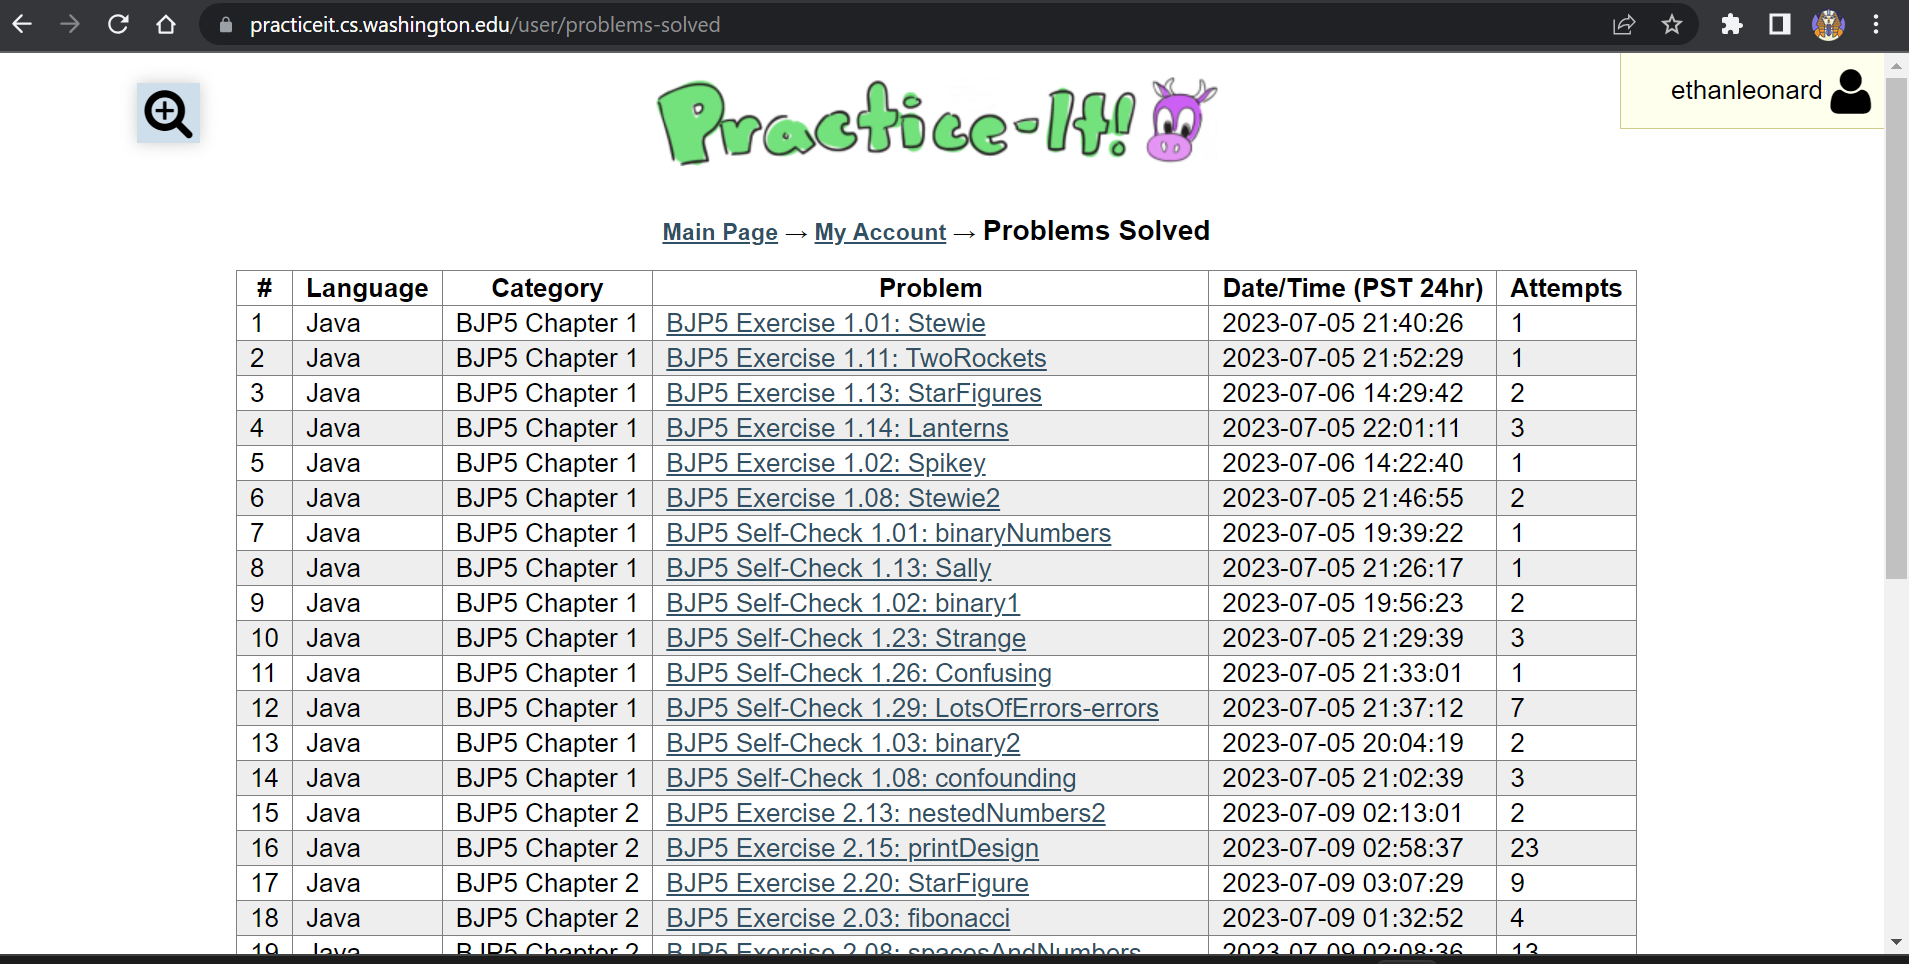 practiceit.cs.washington.edu/user/problems-solved
Practice-It!
ethanleonard
Main Page → My Account → Problems Solved
# Language Category Problem Date/Time (PST 24hr) Attempts
1 Java BJP5 Chapter 1 BJP5 Exercise 1.01: Stewie 2023-07-05 21:40:26 1
2 Java BJP5 Chapter 1 BJP5 Exercise 1.11: TwoRockets 2023-07-05 21:52:29 1
3 Java BJP5 Chapter 1 BJP5 Exercise 1.13: StarFigures 2023-07-06 14:29:42 2
4 Java BJP5 Chapter 1 BJP5 Exercise 1.14: Lanterns 2023-07-05 22:01:11 3
5 Java BJP5 Chapter 1 BJP5 Exercise 1.02: Spikey 2023-07-06 14:22:40 1
6 Java BJP5 Chapter 1 BJP5 Exercise 1.08: Stewie2 2023-07-05 21:46:55 2
7 Java BJP5 Chapter 1 BJP5 Self-Check 1.01: binaryNumbers 2023-07-05 19:39:22 1
8 Java BJP5 Chapter 1 BJP5 Self-Check 1.13: Sally 2023-07-05 21:26:17 1
9 Java BJP5 Chapter 1 BJP5 Self-Check 1.02: binary1 2023-07-05 19:56:23 2
10 Java BJP5 Chapter 1 BJP5 Self-Check 1.23: Strange 2023-07-05 21:29:39 3
11 Java BJP5 Chapter 1 BJP5 Self-Check 1.26: Confusing 2023-07-05 21:33:01 1
12 Java BJP5 Chapter 1 BJP5 Self-Check 1.29: LotsOfErrors-errors 2023-07-05 21:37:12 7
13 Java BJP5 Chapter 1 BJP5 Self-Check 1.03: binary2 2023-07-05 20:04:19 2
14 Java BJP5 Chapter 1 BJP5 Self-Check 1.08: confounding 2023-07-05 21:02:39 3
15 Java BJP5 Chapter 2 BJP5 Exercise 2.13: nestedNumbers2 2023-07-09 02:13:01 2
16 Java BJP5 Chapter 2 BJP5 Exercise 2.15: printDesign 2023-07-09 02:58:37 23
17 Java BJP5 Chapter 2 BJP5 Exercise 2.20: StarFigure 2023-07-09 03:07:29 9
18 Java BJP5 Chapter 2 BJP5 Exercise 2.03: fibonacci 2023-07-09 01:32:52 4
19 Java BJP5 Chapter 2 BJP5 Exercise 2.08: spacesAndNumbers 2023-07-09 02:08:36 13